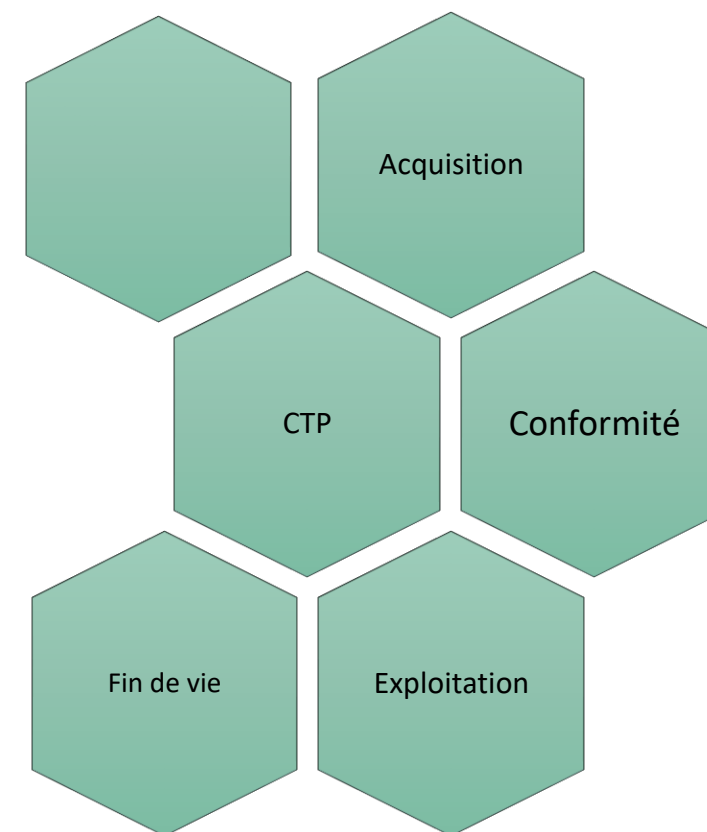 Acquisition
CTP
Conformité
Fin de vie
Exploitation